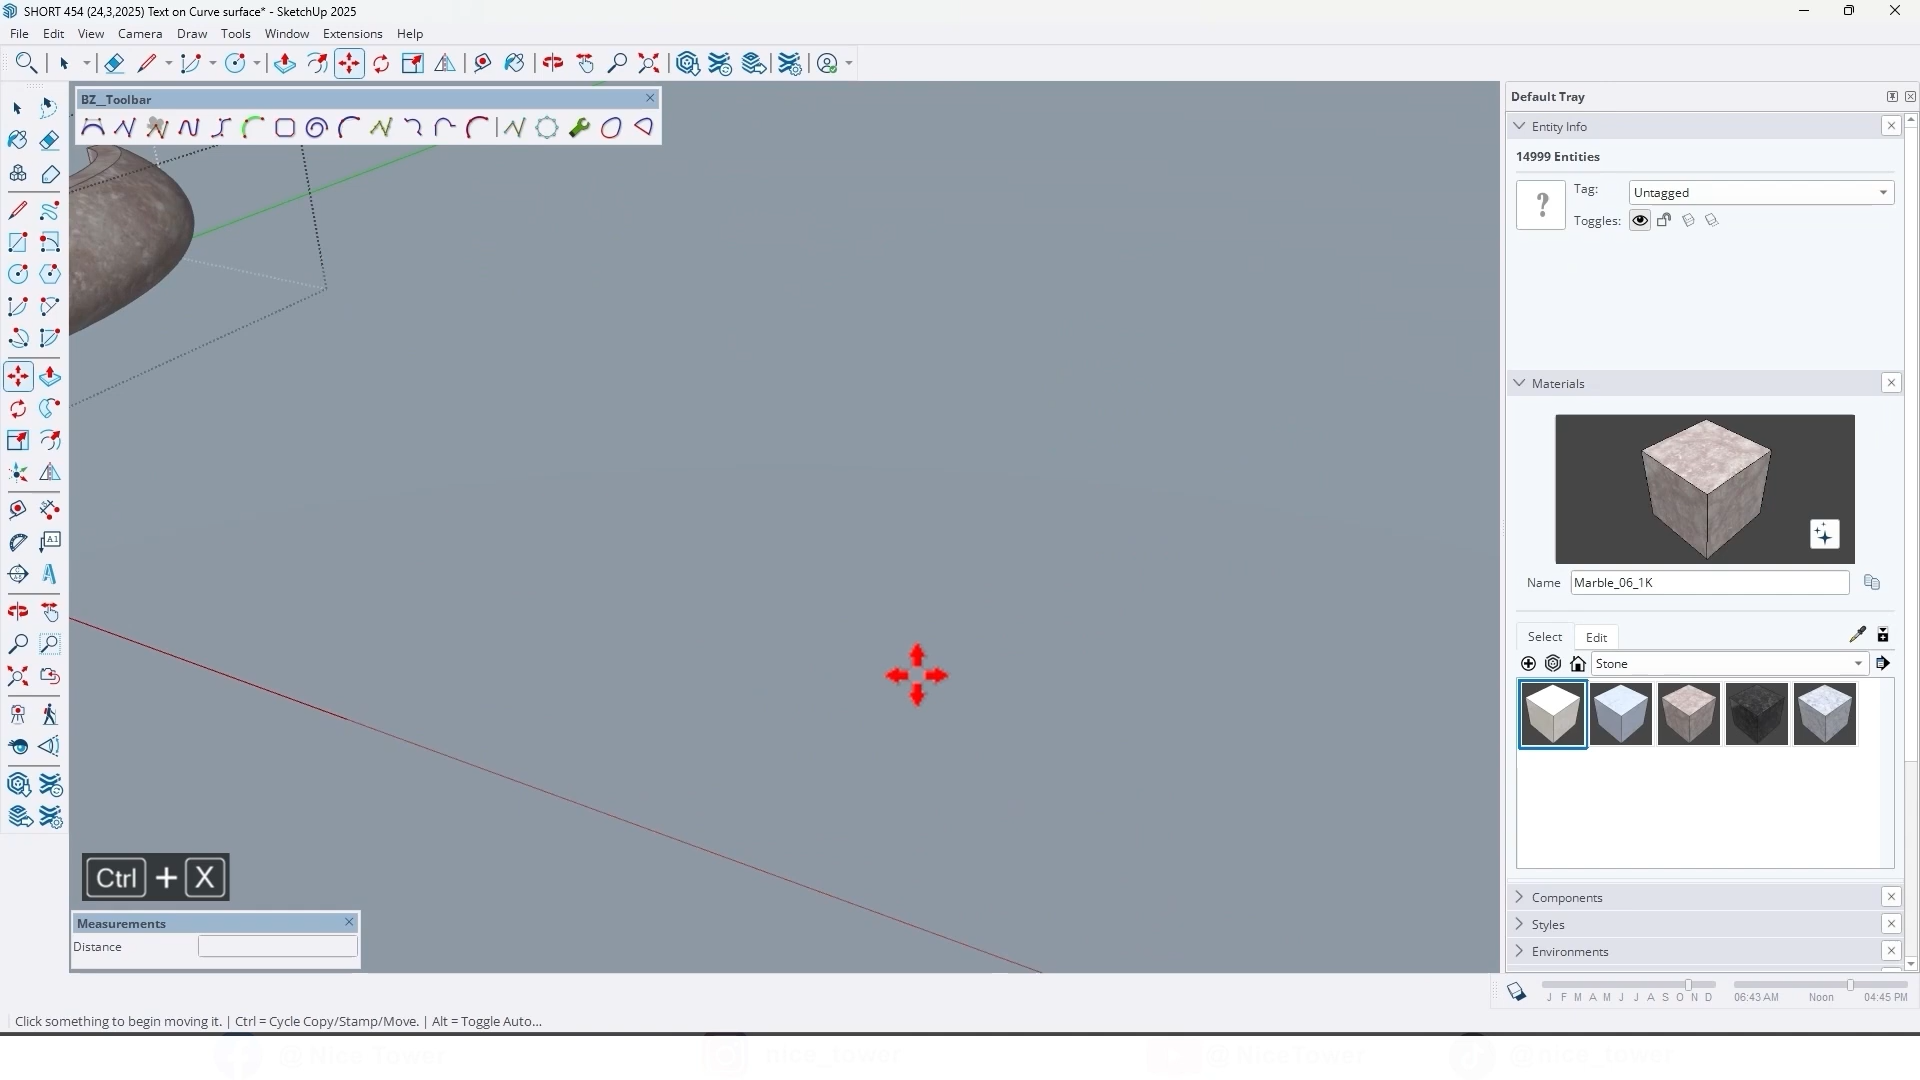 SHORT 454 (24,3,2025) Text on Curve surface* - SketchUp 2025
File Edit View Camera Draw Tools Window Extensions Help
BZ__Toolbar
Default Tray
Entity Info
14999 Entities
Tag: Untagged
Toggles:
Materials
Name Marble_06_1K
Select Edit
Stone
A1
Ctrl + X
Measurements
Distance
Components
Styles
Environments
J F M A M J J A S O N D 06:43 AM Noon 04:45 PM
Click something to begin moving it. | Ctrl = Cycle Copy/Stamp/Move. | Alt = Toggle Auto...